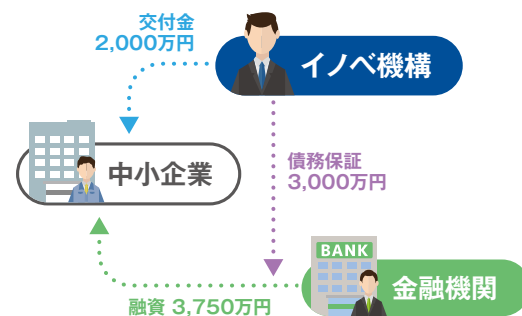 交付金
2,000万円
イノベ機構
中小企業
債務保証
3,000万円
BANK
金融機関
融資 3,750万円